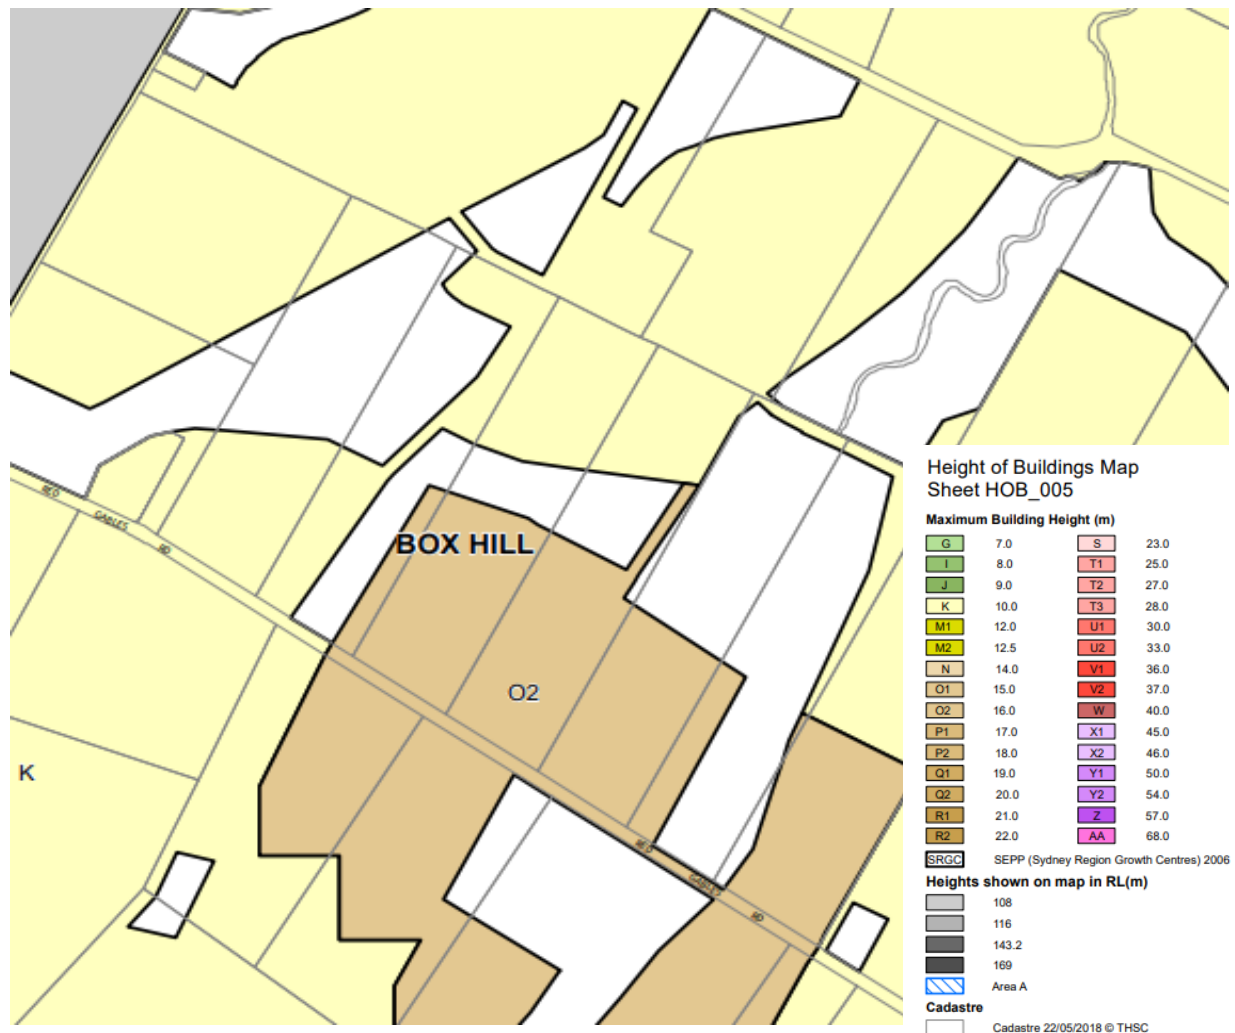 RED
GABLES
RD
BOX HILL
O2
K
RED
GABLES
RD
Height of Buildings Map
Sheet HOB_005
Maximum Building Height (m)
G 7.0 S 23.0
I 8.0 T1 25.0
J 9.0 T2 27.0
K 10.0 T3 28.0
M1 12.0 U1 30.0
M2 12.5 U2 33.0
N 14.0 V1 36.0
O1 15.0 V2 37.0
O2 16.0 W 40.0
P1 17.0 X1 45.0
P2 18.0 X2 46.0
Q1 19.0 Y1 50.0
Q2 20.0 Y2 54.0
R1 21.0 Z 57.0
R2 22.0 AA 68.0
SRGC SEPP (Sydney Region Growth Centres) 2006
Heights shown on map in RL(m)
108
116
143.2
169
Area A
Cadastre
Cadastre 22/05/2018 © THSC